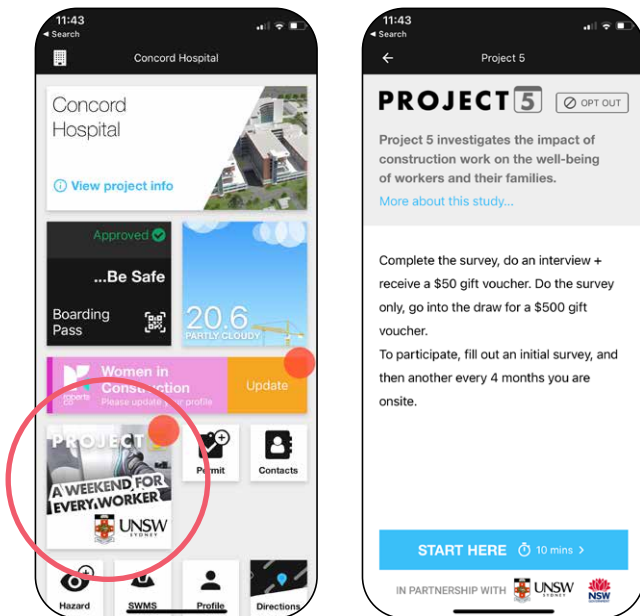 11:43
Search
Concord Hospital
Concord
Hospital
View project info
Approved
...Be Safe
Boarding
Pass
20.6
PARTLY CLOUDY
roberts
co
Women in
Construction
Please update your profile
Update
PROJECT
A WEEKEND FOR
EVERY WORKER
UNSW
SYDNEY
Permit
Contacts
Hazard
SWMS
Profile
Directions
11:43
Search
Project 5
PROJECT 5
OPT OUT
Project 5 investigates the impact of
construction work on the well-being
of workers and their families.
More about this study...
Complete the survey, do an interview +
receive a $50 gift voucher. Do the survey
only, go into the draw for a $500 gift
voucher.
To participate, fill out an initial survey, and
then another every 4 months you are
onsite.
START HERE 10 mins >
IN PARTNERSHIP WITH UNSW
SYDNEY
NSW
GOVERNMENT